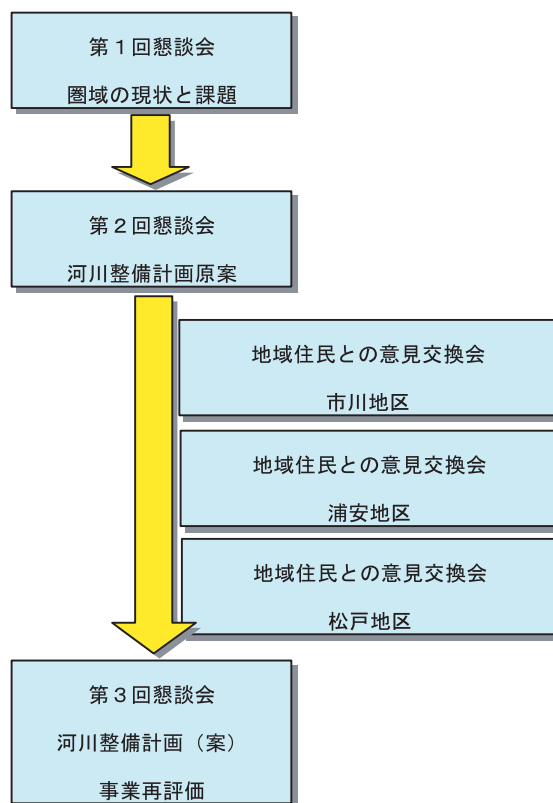 第１回懇談会
圏域の現状と課題
第２回懇談会
河川整備計画原案
地域住民との意見交換会
市川地区
地域住民との意見交換会
浦安地区
地域住民との意見交換会
松戸地区
第３回懇談会
河川整備計画（案）
事業再評価